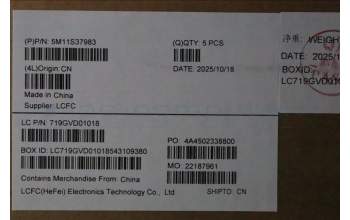 (P)P/N: 5M11S37983
(Q)QTY: 5 PCS
净重: WEIGH
(4L)Origin: CN
DATE: 2025/10/18
DATE: 2025/1
Made in China
BOXID:
Supplier: LCFC
LC719GVD01
LC P/N: 719GVD01018
PO: 4A4502338800
BOX ID: LC719GVD01018543109380
MO: 22187961
Contains Merchandise From: China
LCFC(HeFei) Electronics Technology Co., Ltd
SHIPTO: CN